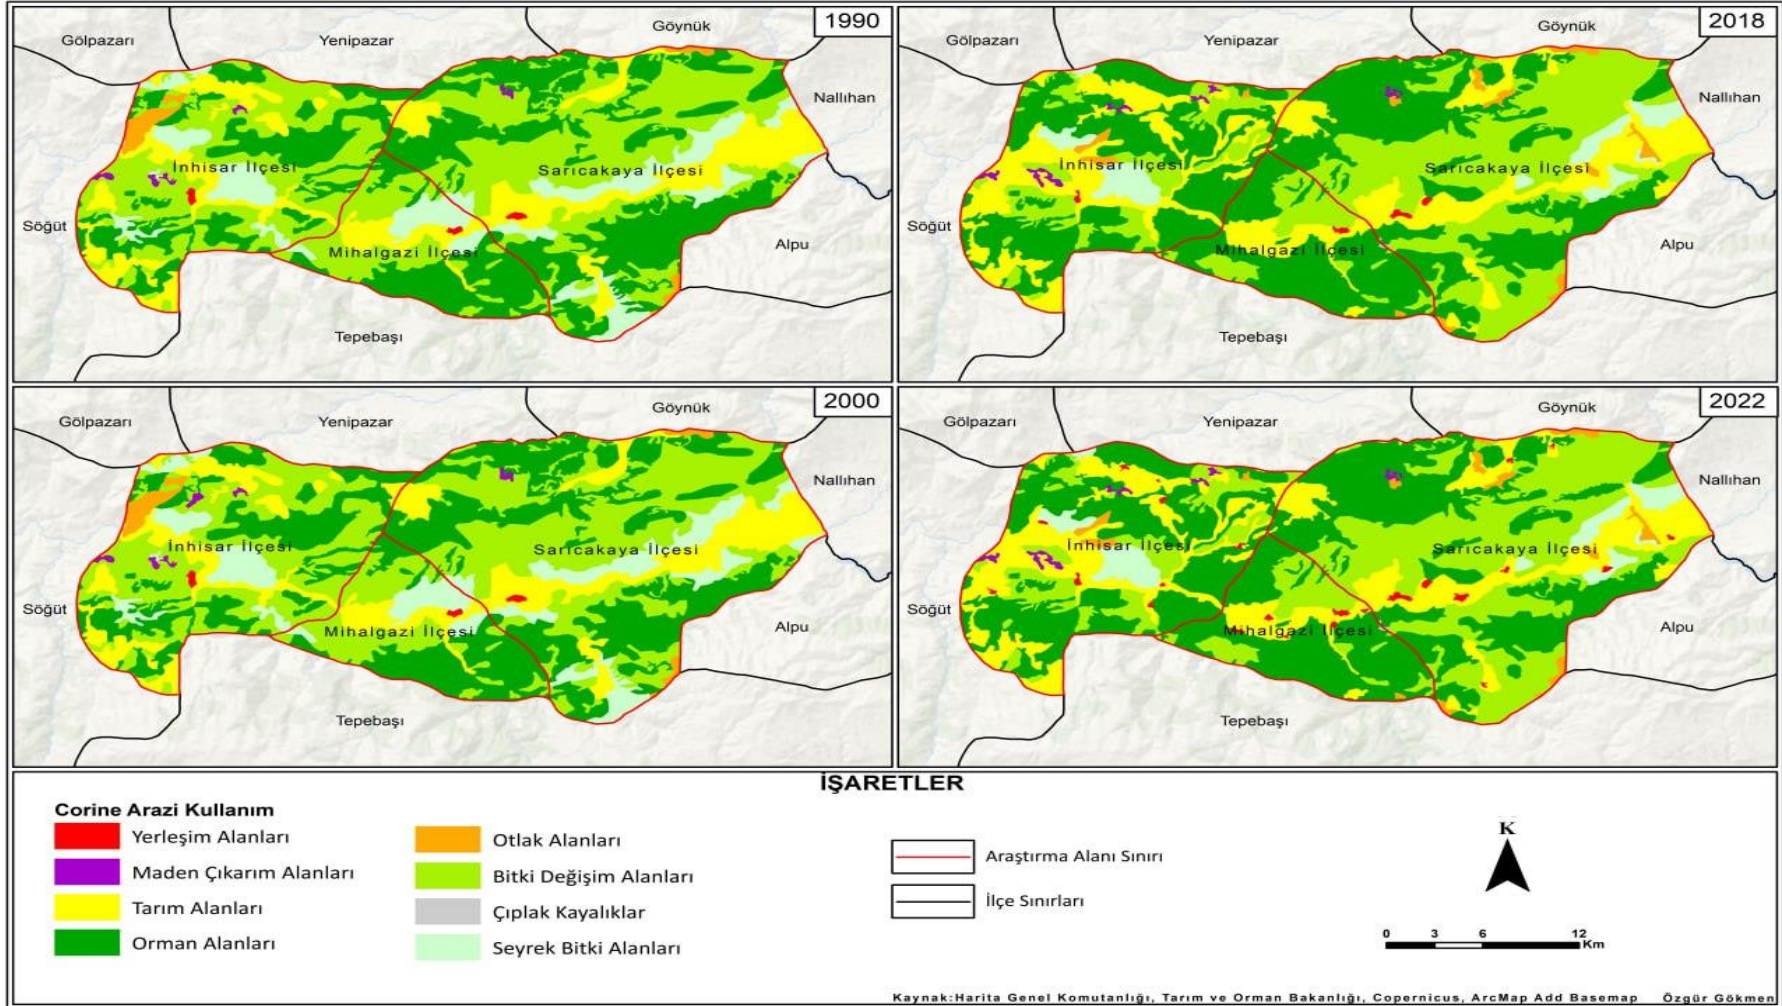 1990
Göynük
Gölpazarı
Yenipazar
Nallıhan
İnhisar İlçesi
Sarıcakaya İlçesi
Söğüt
Alpu
Mihalgazi İlçesi
Tepebaşı
2018
Göynük
Gölpazarı
Yenipazar
Nallıhan
İnhisar İlçesi
Sarıcakaya İlçesi
Söğüt
Alpu
Mihalgazi İlçesi
Tepebaşı
2000
Göynük
Gölpazarı
Yenipazar
Nallıhan
İnhisar İlçesi
Sarıcakaya İlçesi
Söğüt
Alpu
Mihalgazi İlçesi
Tepebaşı
2022
Göynük
Gölpazarı
Yenipazar
Nallıhan
İnhisar İlçesi
Sarıcakaya İlçesi
Söğüt
Alpu
Mihalgazi İlçesi
Tepebaşı
İŞARETLER
Corine Arazi Kullanım
Yerleşim Alanları
Maden Çıkarım Alanları
Tarım Alanları
Orman Alanları
Otlak Alanları
Bitki Değişim Alanları
Çıplak Kayalıklar
Seyrek Bitki Alanları
Araştırma Alanı Sınırı
İlçe Sınırları
K
0 3 6 12
Km
Kaynak:Harita Genel Komutanlığı, Tarım ve Orman Bakanlığı, Copernicus, ArcMap Add Basemap Özgür Gökmen